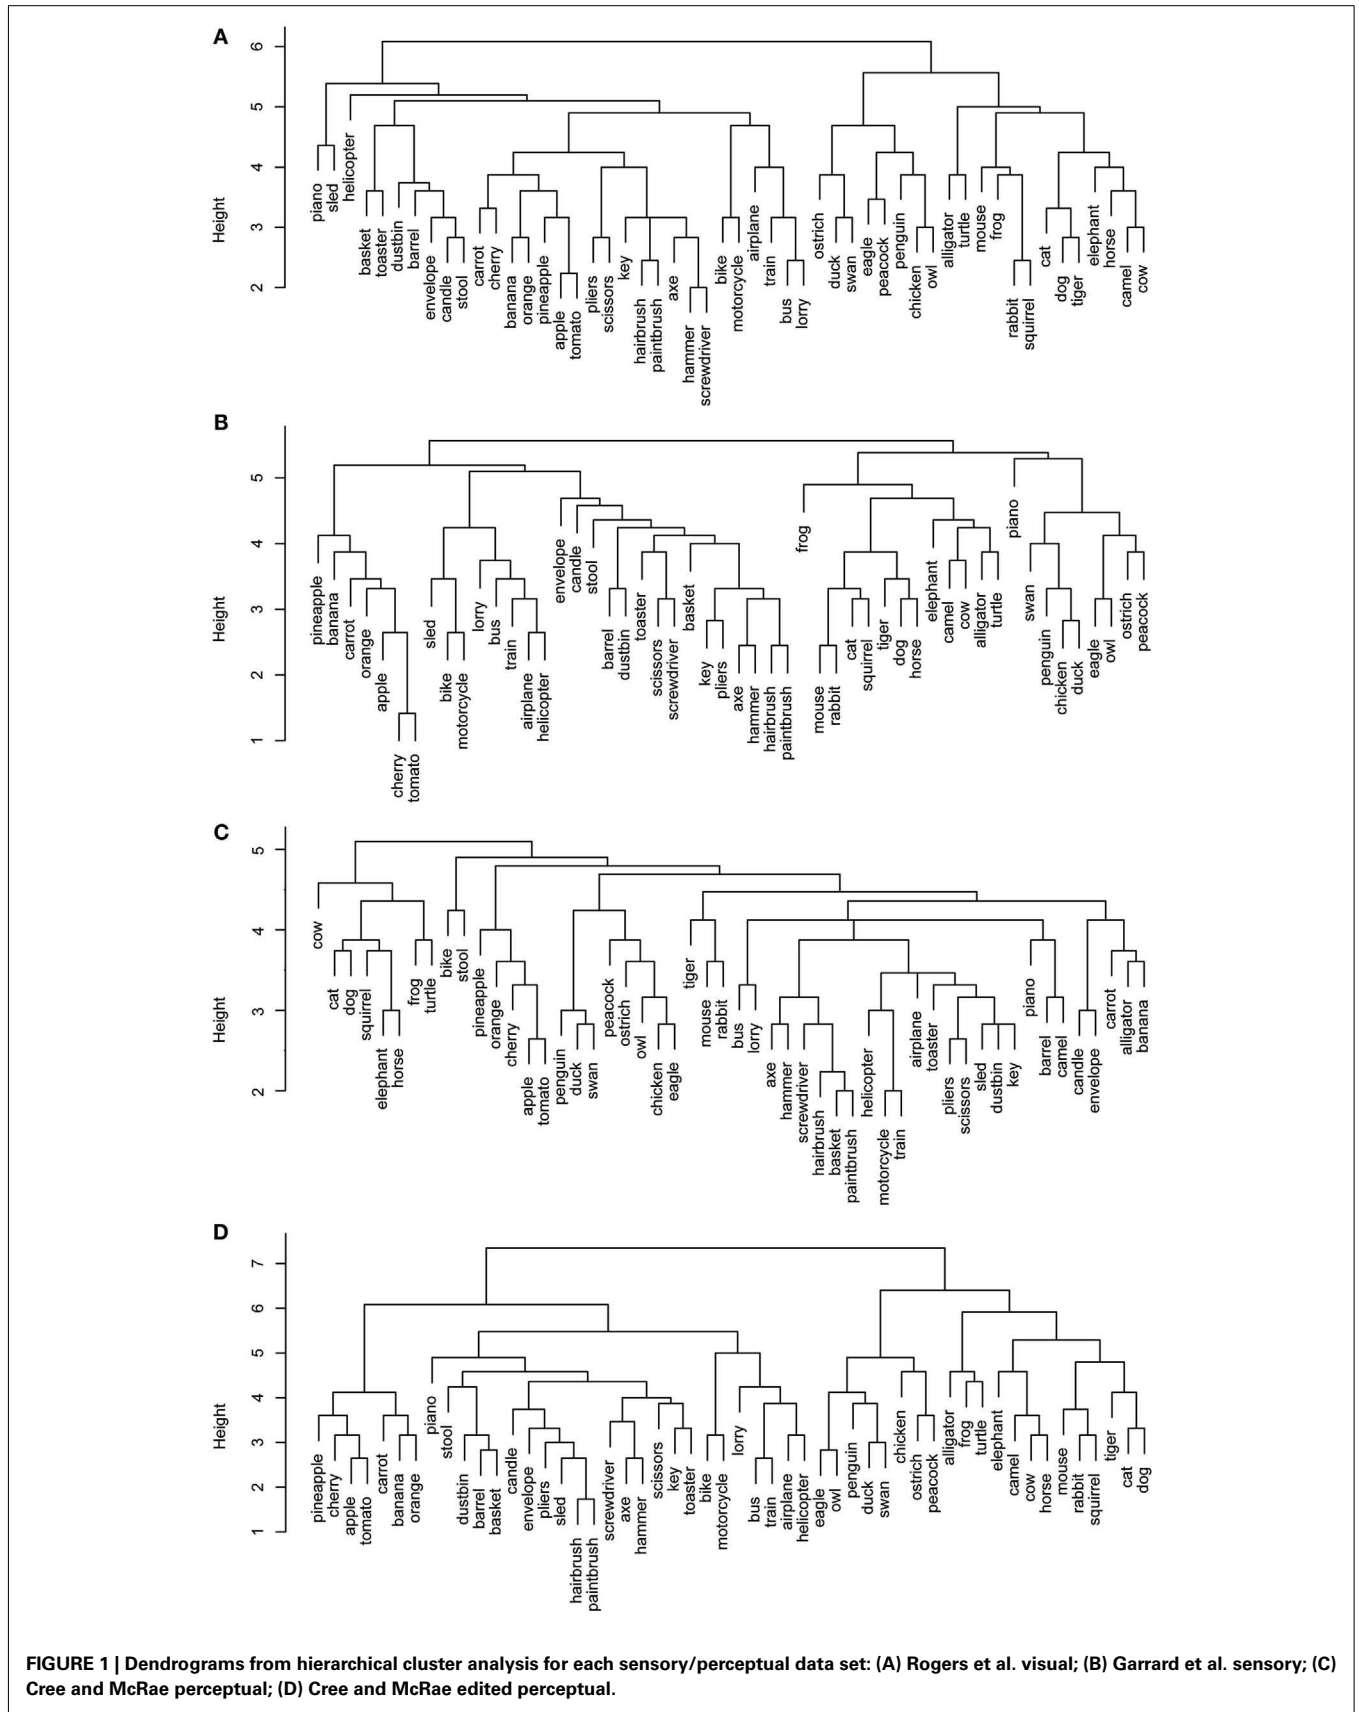 A
6
5
4
3
2
Height
piano
sled
helicopter
basket
toaster
dustbin
barrel
envelope
candle
stool
carrot
cherry
banana
orange
pineapple
apple
tomato
pliers
scissors
key
hairbrush
paintbrush
axe
hammer
screwdriver
bike
motorcycle
airplane
train
bus
lorry
ostrich
duck
swan
eagle
peacock
penguin
chicken
owl
alligator
turtle
mouse
frog
rabbit
squirrel
cat
dog
tiger
elephant
horse
camel
cow
B
5
4
3
2
1
Height
pineapple
banana
carrot
orange
apple
cherry
tomato
sled
bike
motorcycle
lorry
bus
train
airplane
helicopter
envelope
candle
stool
barrel
dustbin
toaster
scissors
screwdriver
basket
key
pliers
axe
hammer
hairbrush
paintbrush
frog
mouse
rabbit
cat
squirrel
tiger
dog
horse
elephant
camel
cow
alligator
turtle
piano
swan
penguin
chicken
duck
eagle
owl
ostrich
peacock
C
5
4
3
2
Height
cow
cat
dog
squirrel
elephant
horse
frog
turtle
bike
stool
pineapple
orange
cherry
apple
tomato
penguin
duck
swan
peacock
ostrich
owl
chicken
eagle
tiger
mouse
rabbit
bus
lorry
axe
hammer
screwdriver
hairbrush
basket
paintbrush
helicopter
motorcycle
train
airplane
toaster
pliers
scissors
sled
dustbin
key
piano
barrel
camel
candle
envelope
carrot
alligator
banana
D
7
6
5
4
3
2
1
Height
pineapple
cherry
apple
tomato
carrot
banana
orange
piano
stool
dustbin
barrel
basket
candle
envelope
pliers
sled
hairbrush
paintbrush
screwdriver
axe
hammer
scissors
key
toaster
bike
motorcycle
lorry
bus
train
airplane
helicopter
eagle
owl
penguin
duck
swan
chicken
ostrich
peacock
alligator
frog
turtle
elephant
camel
cow
horse
mouse
rabbit
squirrel
tiger
cat
dog
FIGURE 1 | Dendrograms from hierarchical cluster analysis for each sensory/perceptual data set: (A) Rogers et al. visual; (B) Garrard et al. sensory; (C)
Cree and McRae perceptual; (D) Cree and McRae edited perceptual.